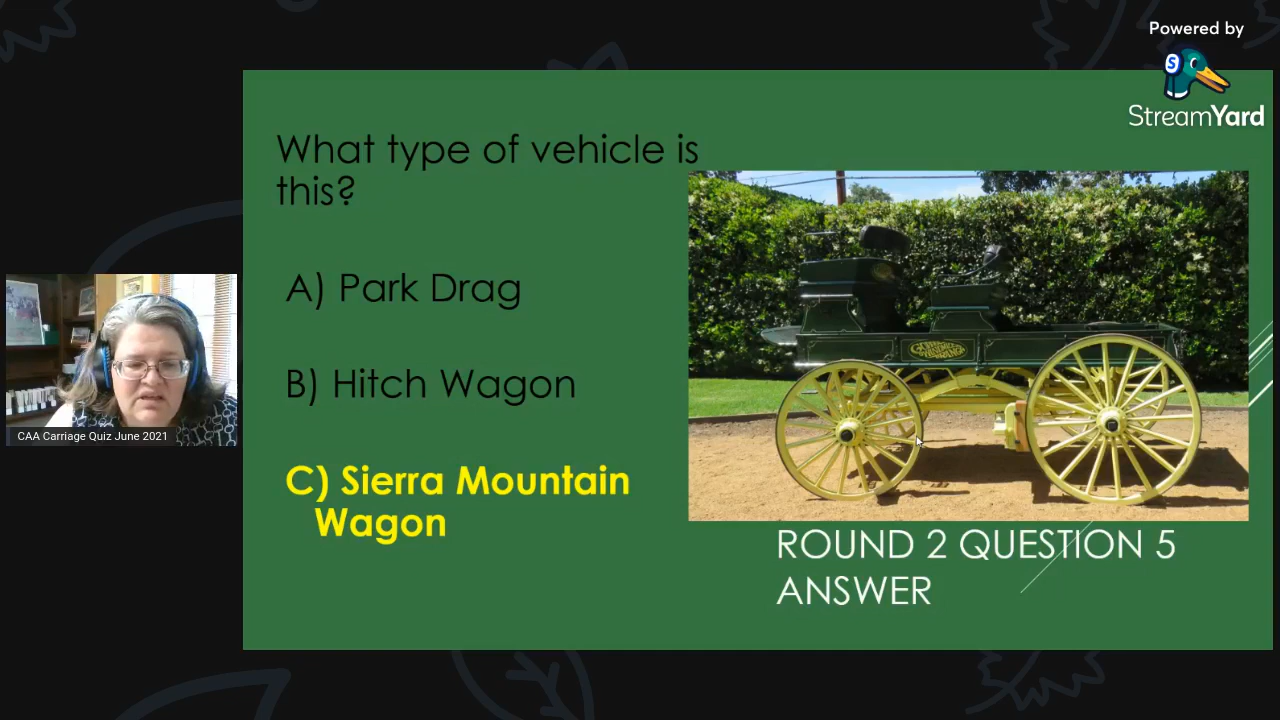 Powered by
StreamYard
What type of vehicle is
this?
A) Park Drag
B) Hitch Wagon
C) Sierra Mountain
Wagon
ROUND 2 QUESTION 5
ANSWER
CAA Carriage Quiz June 2021